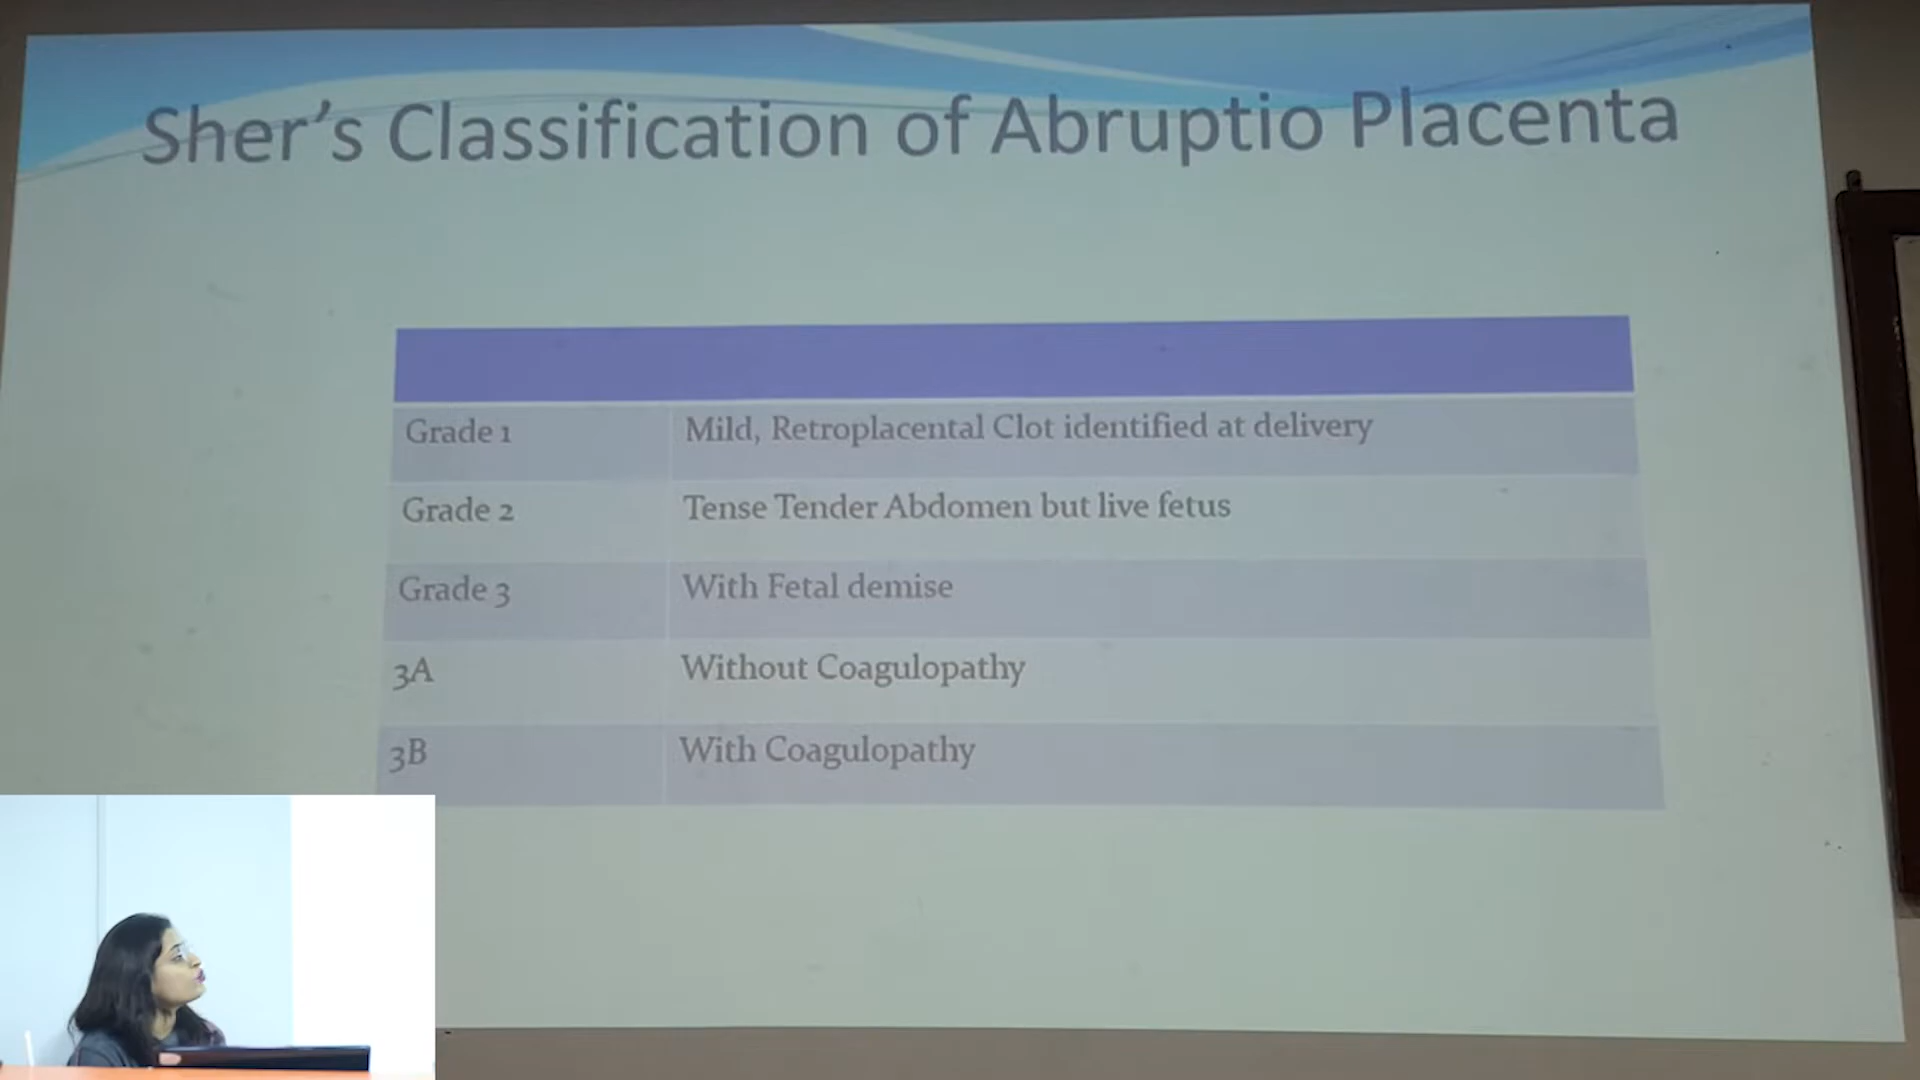 Sher's Classification of Abruptio Placenta
Grade 1 Mild, Retroplacental Clot identified at delivery
Grade 2 Tense Tender Abdomen but live fetus
Grade 3 With Fetal demise
3A Without Coagulopathy
3B With Coagulopathy